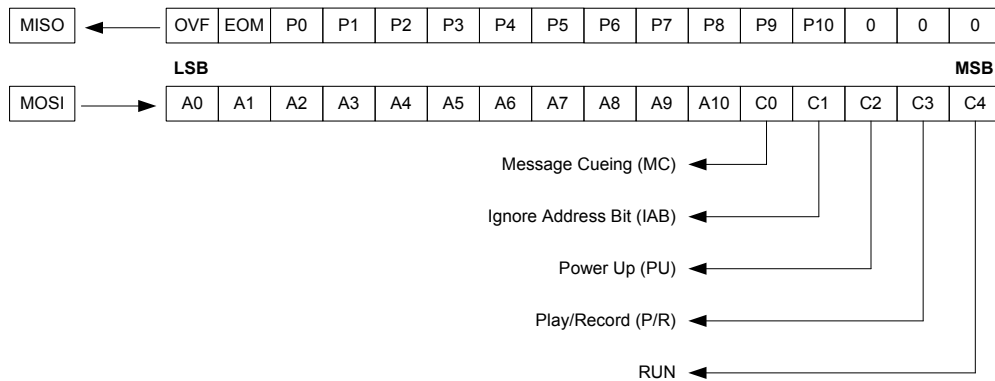 MISO OVF EOM P0 P1 P2 P3 P4 P5 P6 P7 P8 P9 P10 0 0 0
LSB MSB
MOSI A0 A1 A2 A3 A4 A5 A6 A7 A8 A9 A10 C0 C1 C2 C3 C4
Message Cueing (MC)
Ignore Address Bit (IAB)
Power Up (PU)
Play/Record (P/R)
RUN